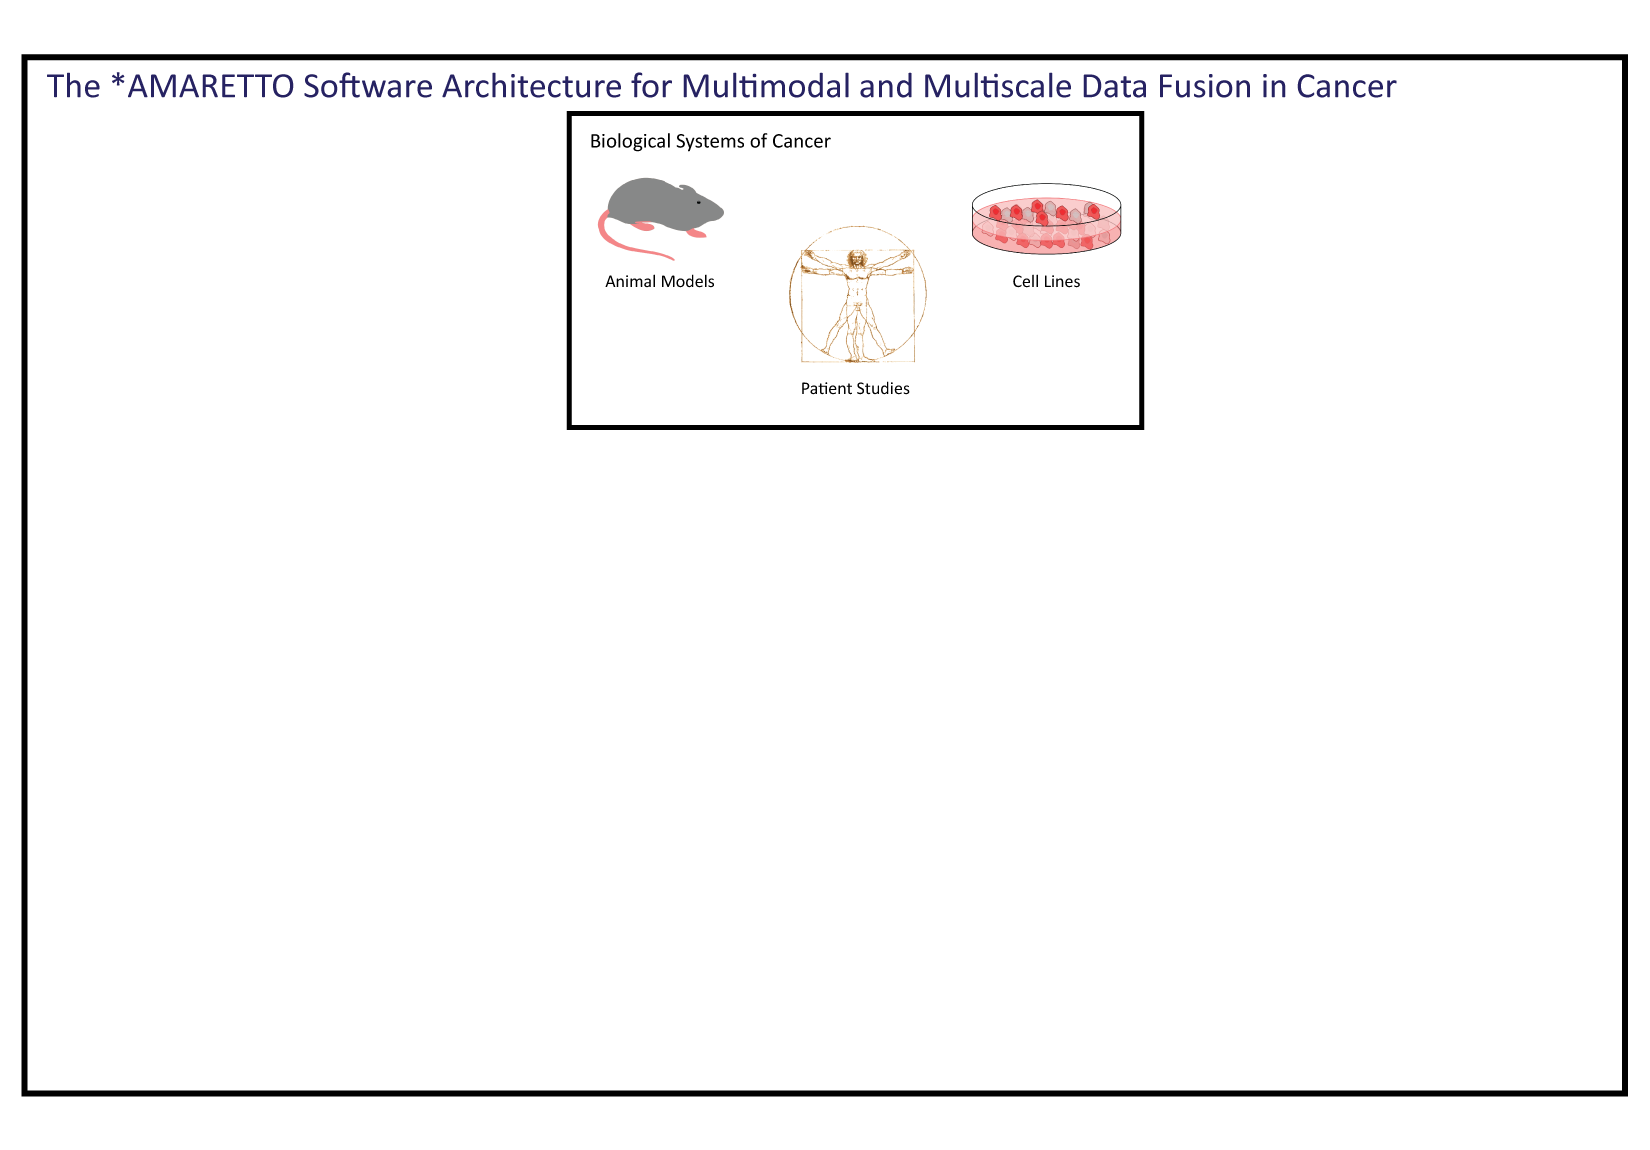 The *AMARETTO Software Architecture for Multimodal and Multiscale Data Fusion in Cancer
Biological Systems of Cancer
Animal Models
Cell Lines
Patient Studies